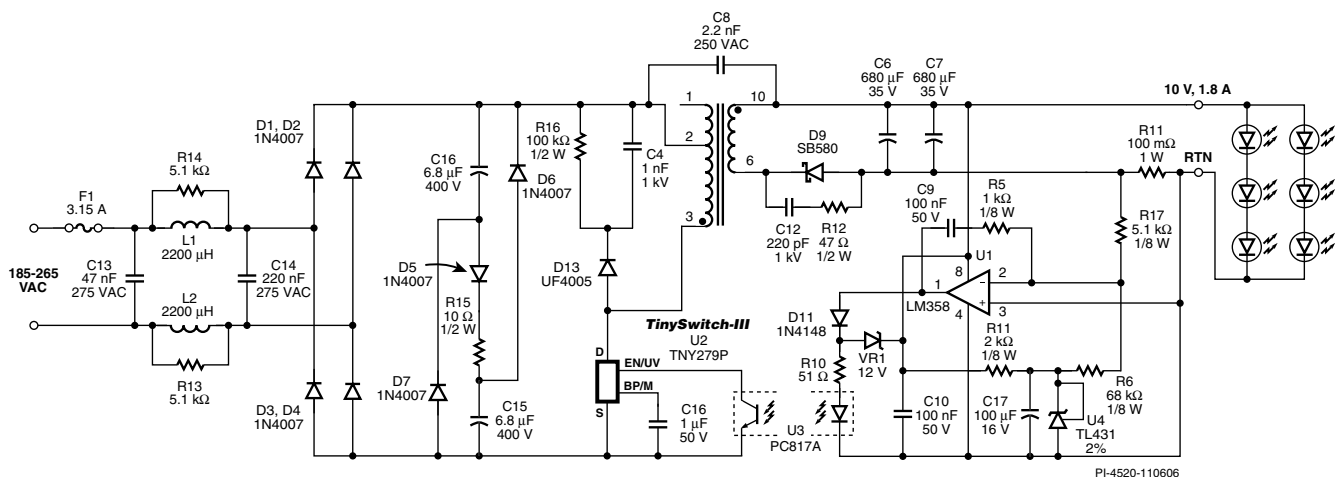 C8
2.2 nF
250 VAC
C6
680 µF
35 V
C7
680 µF
35 V
10 V, 1.8 A
1
10
D1, D2
1N4007
R16
100 kΩ
1/2 W
C4
1 nF
1 kV
2
D9
SB580
R11
100 mΩ
1 W
RTN
R14
5.1 kΩ
C16
6.8 µF
400 V
D6
1N4007
6
F1
3.15 A
3
C12
220 pF
1 kV
R12
47 Ω
1/2 W
C9
100 nF
50 V
R5
1 kΩ
1/8 W
R17
5.1 kΩ
1/8 W
L1
2200 µH
185-265
VAC
C13
47 nF
275 VAC
C14
220 nF
275 VAC
D5
1N4007
D13
UF4005
U1
8
2
1
LM358
3
4
L2
2200 µH
R15
10 Ω
1/2 W
TinySwitch-III
U2
TNY279P
D11
1N4148
VR1
12 V
R11
2 kΩ
1/8 W
R13
5.1 kΩ
D7
1N4007
D
EN/UV
BP/M
S
R10
51 Ω
R6
68 kΩ
1/8 W
D3, D4
1N4007
C15
6.8 µF
400 V
C16
1 µF
50 V
U3
PC817A
C10
100 nF
50 V
C17
100 µF
16 V
U4
TL431
2%
PI-4520-110606